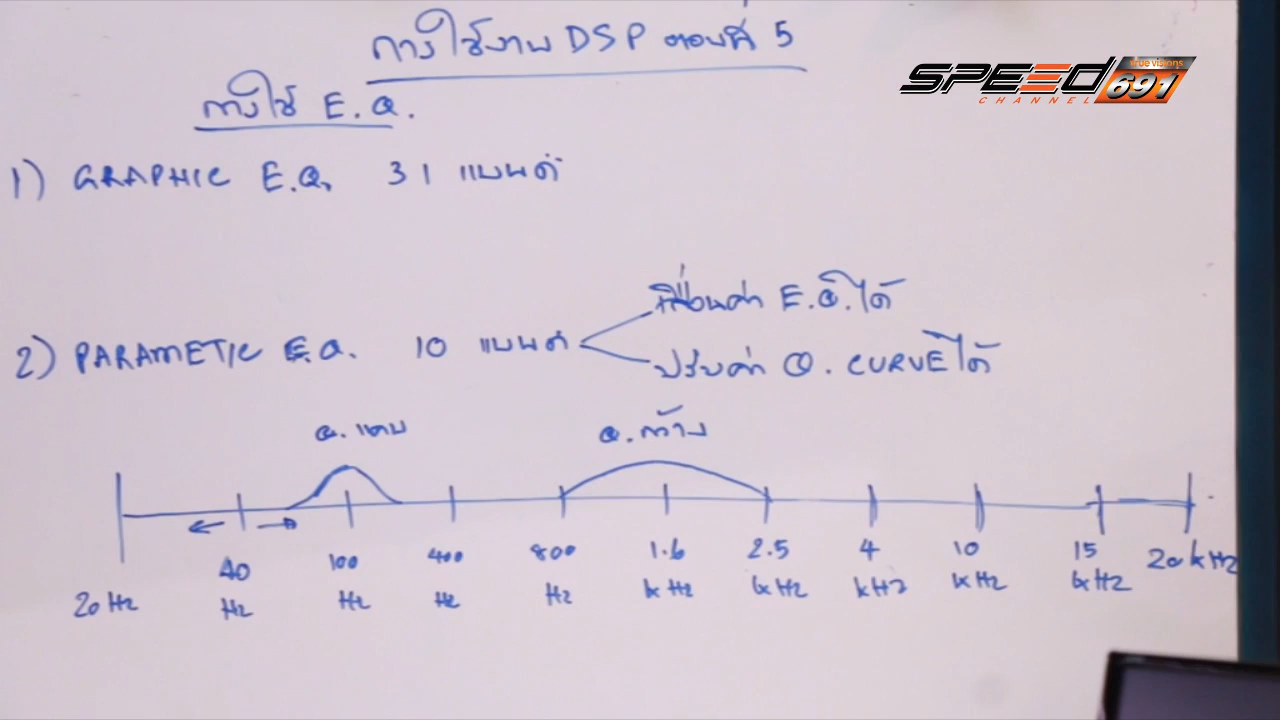 การใช้งาน DSP ตอนที่ 5
true visions
SPEED 691
CHANNEL
การใช้ E.Q.
1) GRAPHIC E.Q. 31 แบนด์
เลื่อนค่า E.Q. ได้
2) PARAMETIC E.Q. 10 แบนด์
ปรับค่า Q. CURVE ได้
Q. แคบ Q. กว้าง
20 Hz 40 Hz 100 Hz 400 Hz 800 Hz 1.6 kHz 2.5 kHz 4 kHz 10 kHz 15 kHz 20 kHz